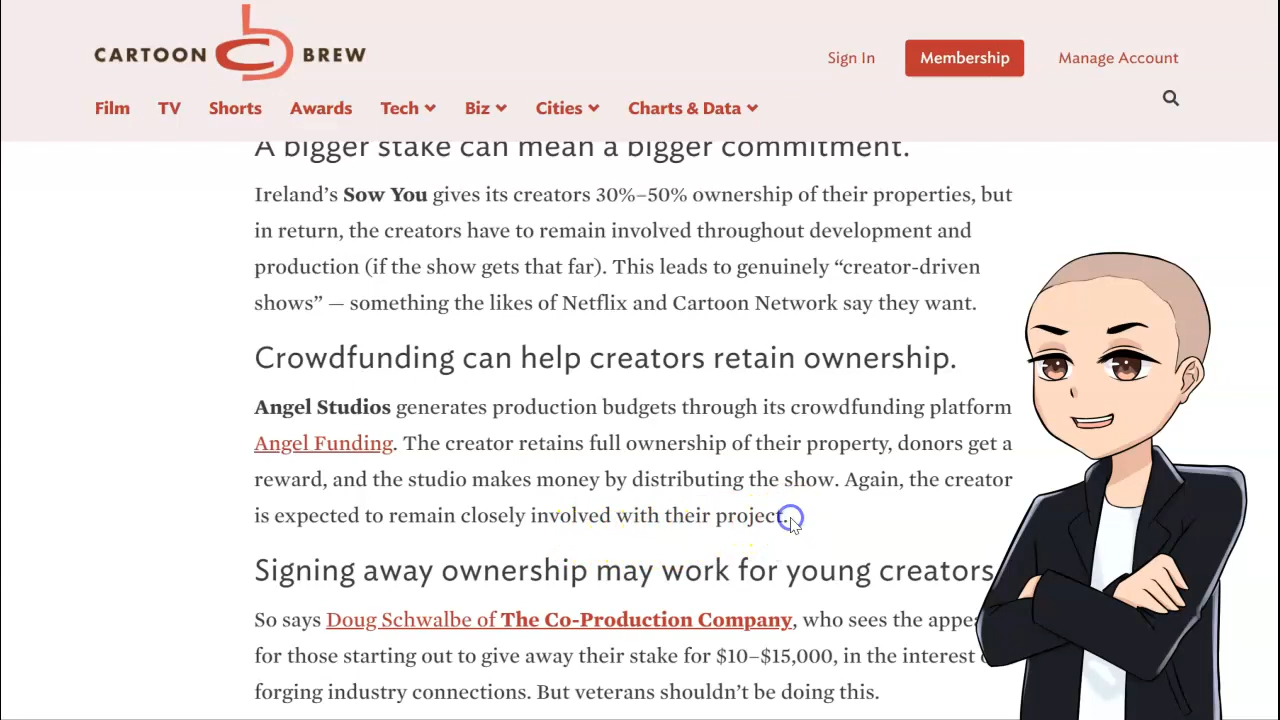 CARTOON BREW
Sign In
Membership
Manage Account
Film
TV
Shorts
Awards
Tech
Biz
Cities
Charts & Data
A bigger stake can mean a bigger commitment.
Ireland’s Sow You gives its creators 30%–50% ownership of their properties, but
in return, the creators have to remain involved throughout development and
production (if the show gets that far). This leads to genuinely “creator-driven
shows” — something the likes of Netflix and Cartoon Network say they want.
Crowdfunding can help creators retain ownership.
Angel Studios generates production budgets through its crowdfunding platform
Angel Funding. The creator retains full ownership of their property, donors get a
reward, and the studio makes money by distributing the show. Again, the creator
is expected to remain closely involved with their project.
Signing away ownership may work for young creators
So says Doug Schwalbe of The Co-Production Company, who sees the
for those starting out to give away their stake for $10–$15,000, in the interest
forging industry connections. But veterans shouldn’t be doing this.